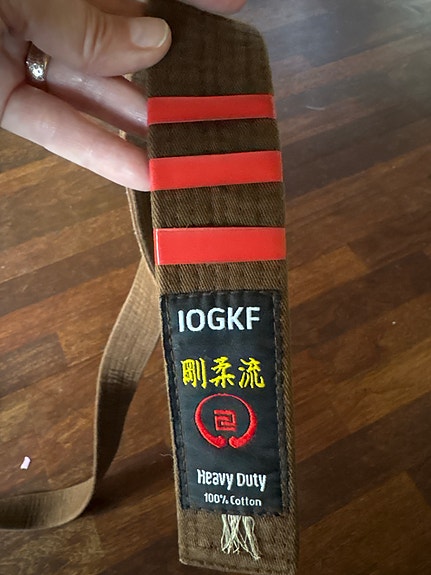 IOGKF
剛柔流
Heavy Duty
100% Cotton